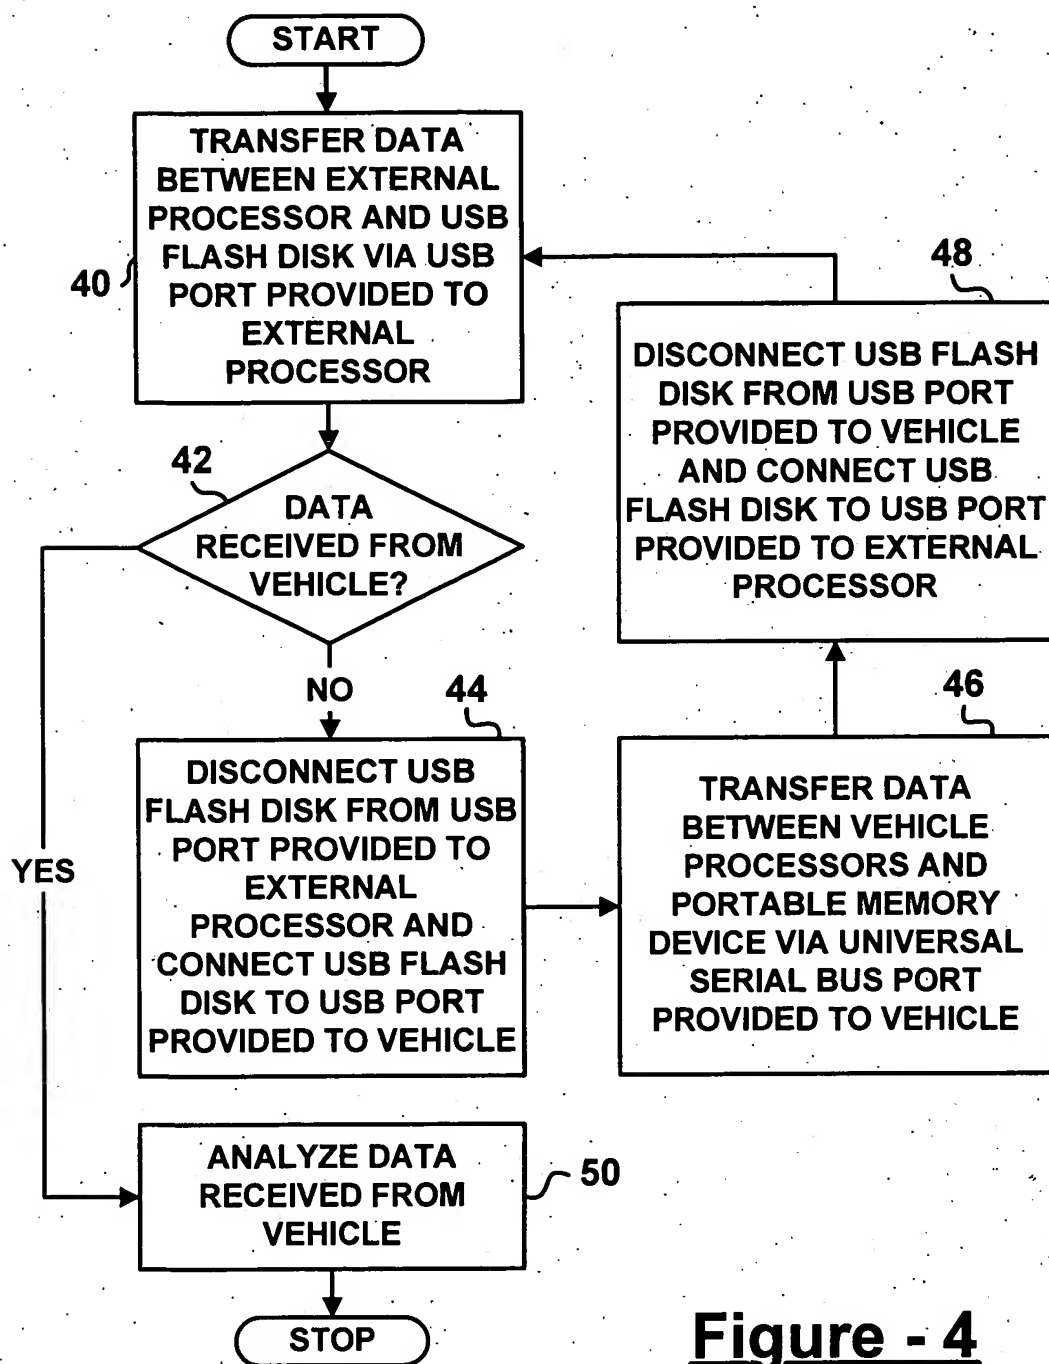 START
TRANSFER DATA
BETWEEN EXTERNAL
PROCESSOR AND USB
FLASH DISK VIA USB
PORT PROVIDED TO
EXTERNAL
PROCESSOR
40
42
DATA
RECEIVED FROM
VEHICLE?
YES
NO
44
DISCONNECT USB
FLASH DISK FROM USB
PORT PROVIDED TO
EXTERNAL
PROCESSOR AND
CONNECT USB FLASH
DISK TO USB PORT
PROVIDED TO VEHICLE
46
TRANSFER DATA
BETWEEN VEHICLE
PROCESSORS AND
PORTABLE MEMORY
DEVICE VIA UNIVERSAL
SERIAL BUS PORT
PROVIDED TO VEHICLE
48
DISCONNECT USB FLASH
DISK FROM USB PORT
PROVIDED TO VEHICLE
AND CONNECT USB
FLASH DISK TO USB PORT
PROVIDED TO EXTERNAL
PROCESSOR
ANALYZE DATA
RECEIVED FROM
VEHICLE
50
STOP
Figure - 4